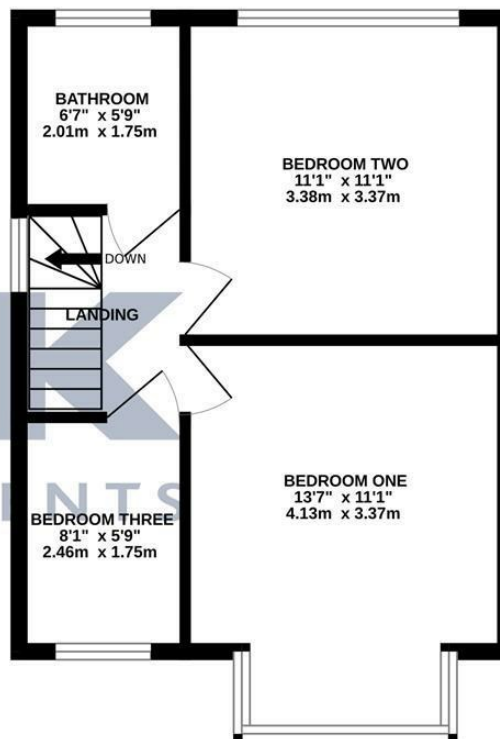 BATHROOM
6'7" x 5'9"
2.01m x 1.75m
BEDROOM TWO
11'1" x 11'1"
3.38m x 3.37m
DOWN
LANDING
K
NTS
BEDROOM ONE
13'7" x 11'1"
4.13m x 3.37m
BEDROOM THREE
8'1" x 5'9"
2.46m x 1.75m